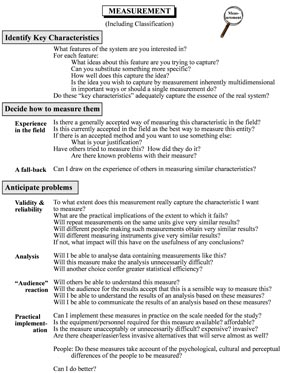 MEASUREMENT
(Including Classification)
Measurement
Identify Key Characteristics
What features of the system are you interested in?
For each feature:
What ideas about this feature are you trying to capture?
Can you substitute something more specific?
How well does this capture the idea?
Is the idea you wish to capture by measurement inherently multidimensional
in important ways or should a single measurement do?
Do these “key characteristics” adequately capture the essence of the real system?
Decide how to measure them
Experience in the field
Is there a generally accepted way of measuring this characteristic in the field?
Is this currently accepted in the field as the best way to measure this entity?
If there is an accepted method and you want to use something else:
What is your justification?
Have others tried to measure this? How did they do it?
Are there known problems with their measure?
A fall-back
Can I draw on the experience of others in measuring similar characteristics?
Anticipate problems
Validity & reliability
To what extent does this measurement really capture the characteristic I want
to measure?
What are the practical implications of the extent to which it fails?
Will repeat measurements on the same units give very similar results?
Will different people making such measurements obtain very similar results?
Will different measuring instruments give very similar results?
If not, what impact will this have on the usefulness of any conclusions?
Analysis
Will I be able to analyse data containing measurements like this?
Will this measure make the analysis unnecessarily difficult?
Will another choice confer greater statistical efficiency?
“Audience” reaction
Will others be able to understand this measure?
Will the audience for the results accept that this is a sensible way to measure this?
Will I be able to understand the results of an analysis based on these measures?
Will I be able to communicate the results of an analysis based on these measures?
Practical implement-ation
Can I implement these measures in practice on the scale needed for the study?
Is the equipment/personnel required for this measure available? affordable?
Is the measure unacceptably or unnecessarily difficult? expensive? invasive?
Are there cheaper/easier/less invasive alternatives that will serve almost as well?
People: Do these measures take account of the psychological, cultural and perceptual
differences of the people to be measured?
Can I do better?